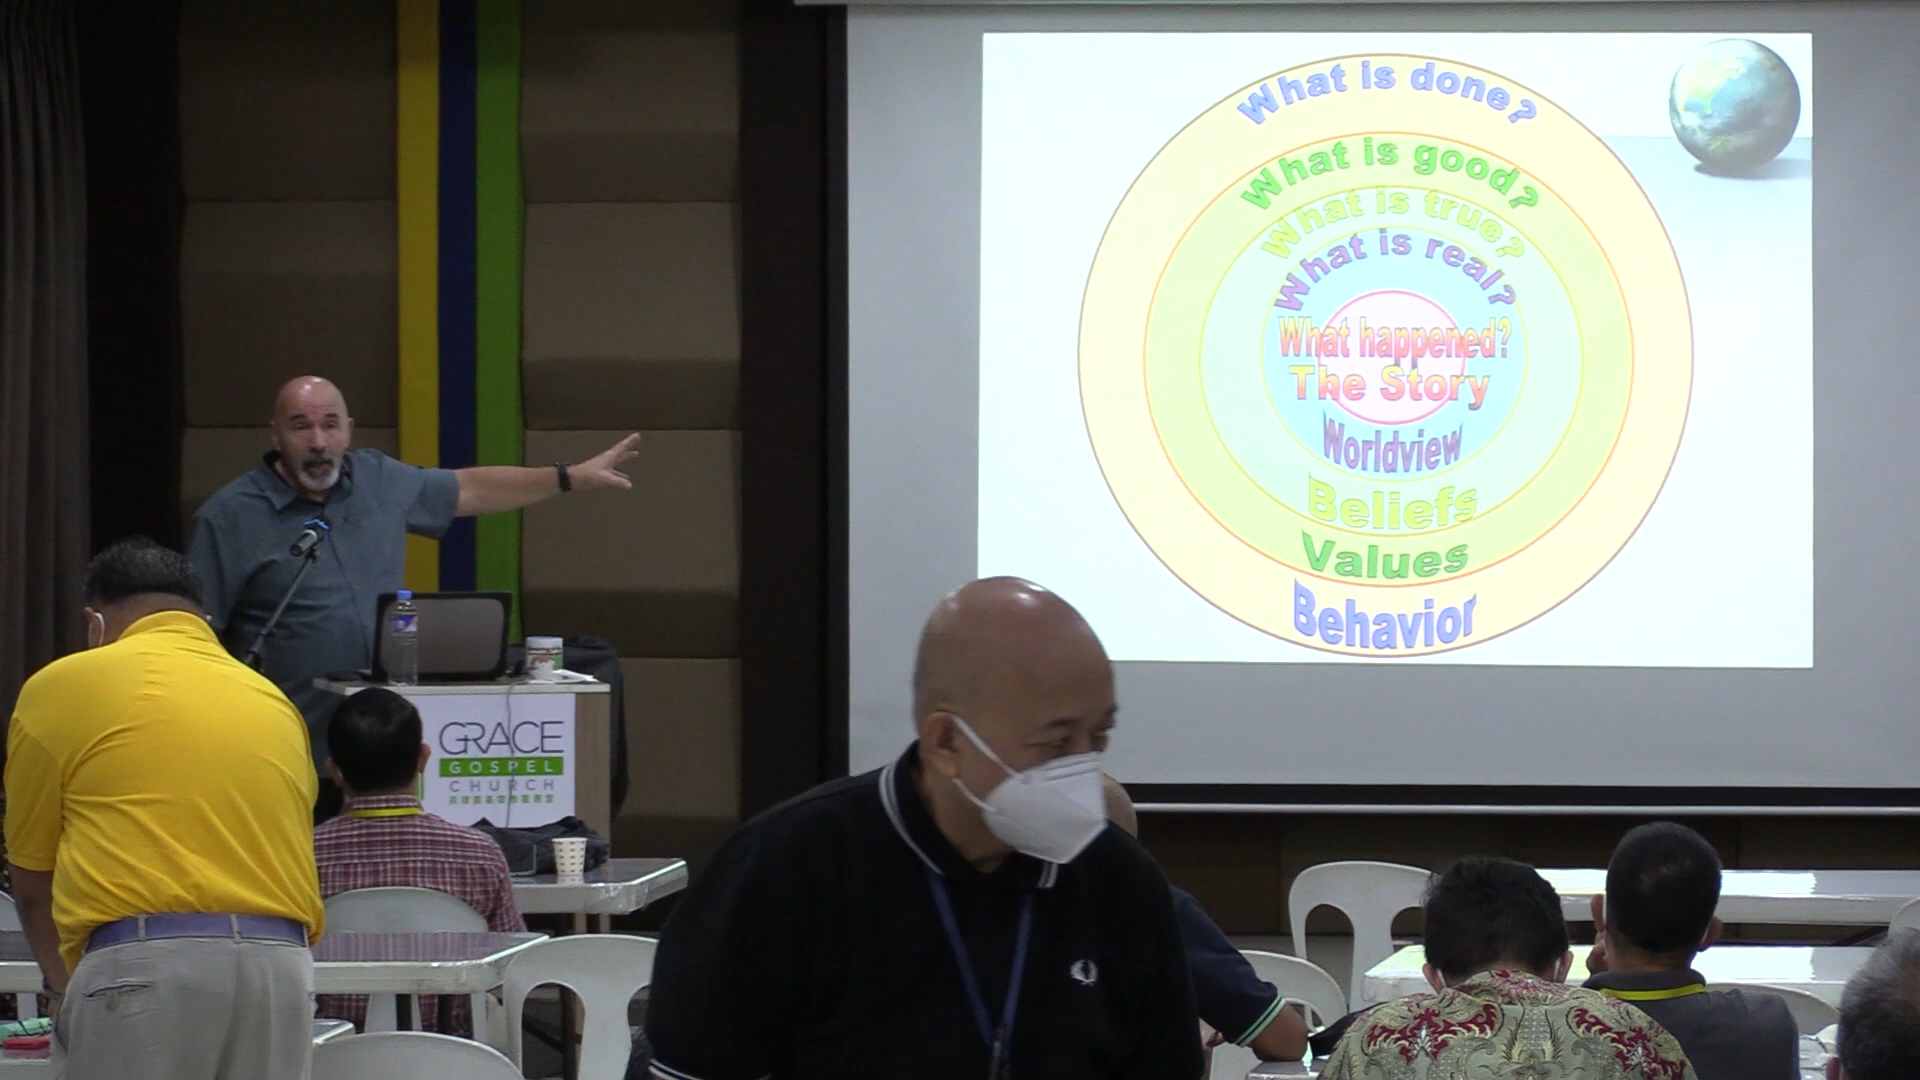 What is done?
What is good?
What is true?
What is real?
What happened?
The Story
Worldview
Beliefs
Values
Behavior
GRACE
GOSPEL
CHURCH